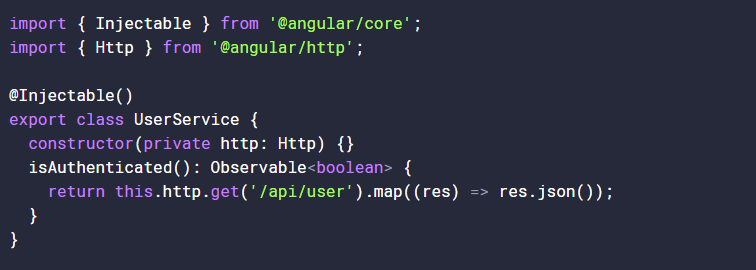 import { Injectable } from '@angular/core';
import { Http } from '@angular/http';
@Injectable()
export class UserService {
constructor(private http: Http) {}
isAuthenticated(): Observable<boolean> {
return this.http.get('/api/user').map((res) => res.json());
}
}